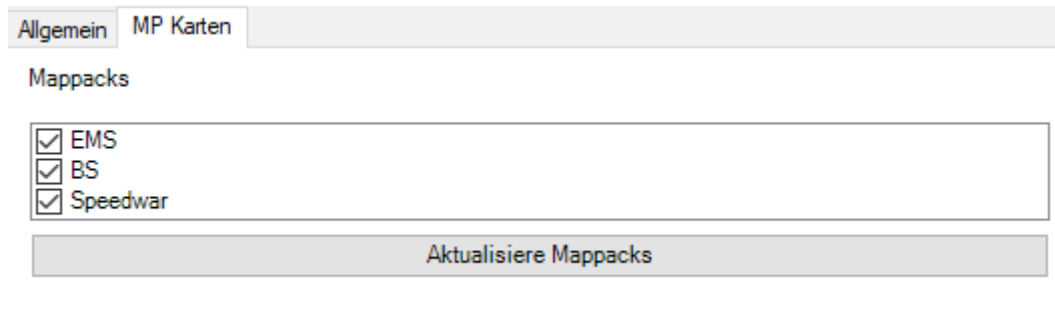 Allgemein MP Karten
Mappacks
EMS
BS
Speedwar
Aktualisiere Mappacks